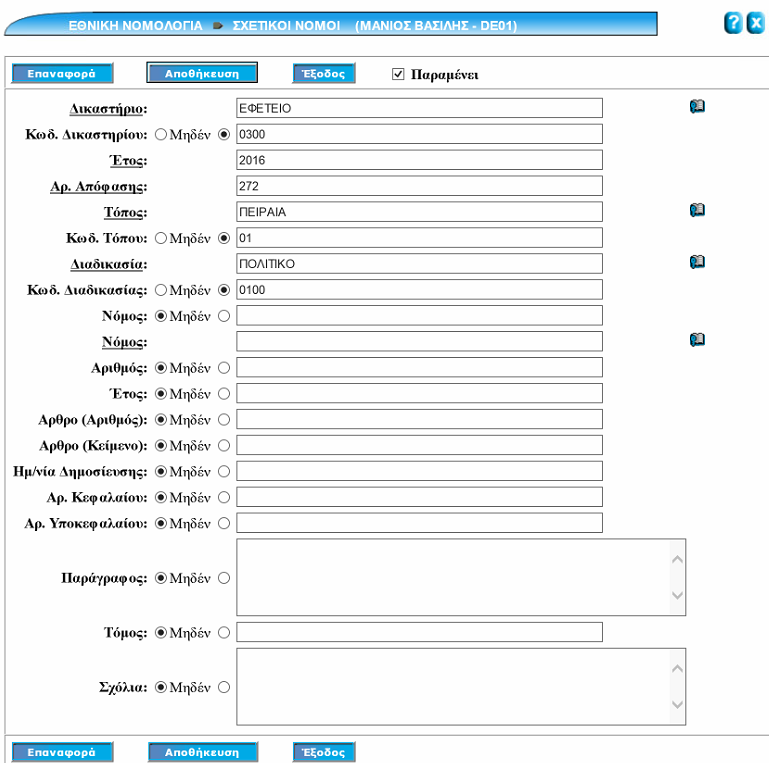 ΕΘΝΙΚΗ ΝΟΜΟΛΟΓΙΑ ΣΧΕΤΙΚΟΙ ΝΟΜΟΙ (ΜΑΝΙΟΣ ΒΑΣΙΛΗΣ - DE01) ? X
Επαναφορά Αποθήκευση Έξοδος Παραμένει
Δικαστήριο: ΕΦΕΤΕΙΟ
Κωδ. Δικαστηρίου: Μηδέν 0300
Έτος: 2016
Αρ. Απόφασης: 272
Τόπος: ΠΕΙΡΑΙΑ
Κωδ. Τόπου: Μηδέν 01
Διαδικασία: ΠΟΛΙΤΙΚΟ
Κωδ. Διαδικασίας: Μηδέν 0100
Νόμος: Μηδέν
Νόμος:
Αριθμός: Μηδέν
Έτος: Μηδέν
Αρθρο (Αριθμός): Μηδέν
Αρθρο (Κείμενο): Μηδέν
Ημ/νία Δημοσίευσης: Μηδέν
Αρ. Κεφαλαίου: Μηδέν
Αρ. Υποκεφαλαίου: Μηδέν
Παράγραφος: Μηδέν
Τόμος: Μηδέν
Σχόλια: Μηδέν
Επαναφορά Αποθήκευση Έξοδος